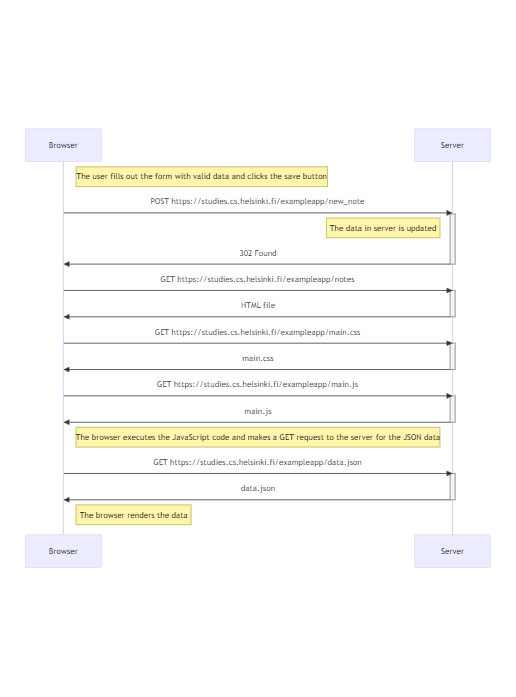 Browser
Server
The user fills out the form with valid data and clicks the save button
POST https://studies.cs.helsinki.fi/exampleapp/new_note
The data in server is updated
302 Found
GET https://studies.cs.helsinki.fi/exampleapp/notes
HTML file
GET https://studies.cs.helsinki.fi/exampleapp/main.css
main.css
GET https://studies.cs.helsinki.fi/exampleapp/main.js
main.js
The browser executes the JavaScript code and makes a GET request to the server for the JSON data
GET https://studies.cs.helsinki.fi/exampleapp/data.json
data.json
The browser renders the data
Browser
Server